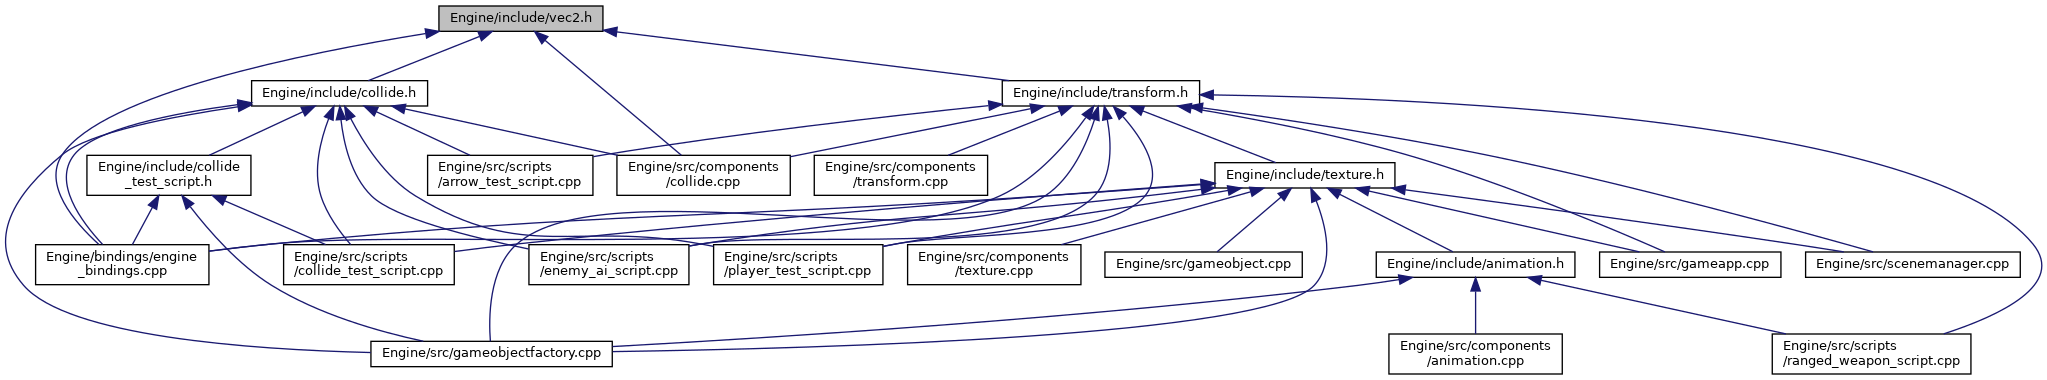 Engine/include/vec2.h
Engine/include/collide.h
Engine/include/transform.h
Engine/include/collide
_test_script.h
Engine/src/scripts
/arrow_test_script.cpp
Engine/src/components
/collide.cpp
Engine/src/components
/transform.cpp
Engine/include/texture.h
Engine/bindings/engine
_bindings.cpp
Engine/src/scripts
/collide_test_script.cpp
Engine/src/scripts
/enemy_ai_script.cpp
Engine/src/scripts
/player_test_script.cpp
Engine/src/components
/texture.cpp
Engine/src/gameobject.cpp
Engine/include/animation.h
Engine/src/gameapp.cpp
Engine/src/scenemanager.cpp
Engine/src/gameobjectfactory.cpp
Engine/src/components
/animation.cpp
Engine/src/scripts
/ranged_weapon_script.cpp